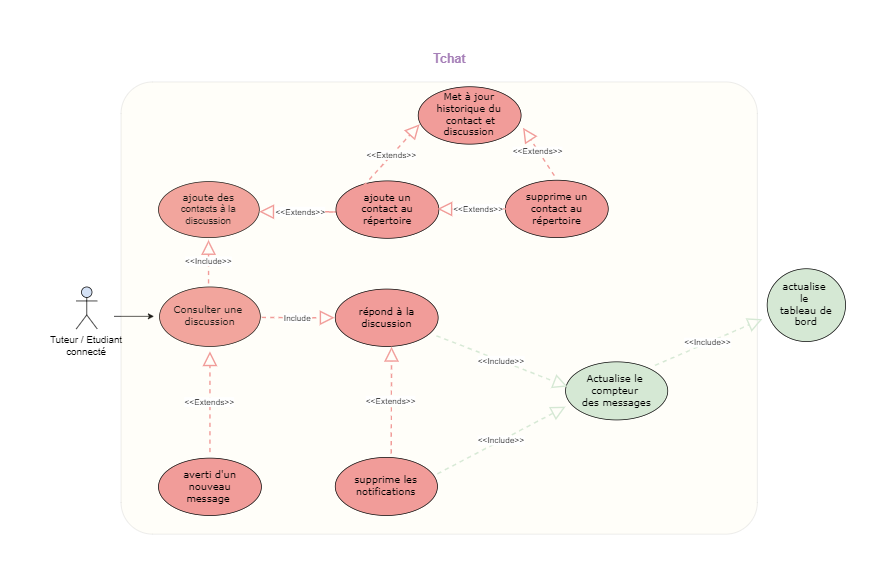 Tchat
Met à jour
historique du
contact et
discussion
<<Extends>>
<<Extends>>
ajoute des
contacts à la
discussion
<<Extends>>
ajoute un
contact au
répertoire
<<Extends>>
supprime un
contact au
répertoire
<<Include>>
Tuteur / Etudiant
connecté
Consulter une
discussion
Include
répond à la
discussion
actualise
le
tableau de
bord
<<Include>>
<<Include>>
Actualise le
compteur
des messages
<<Extends>>
<<Extends>>
<<Include>>
averti d'un
nouveau
message
supprime les
notifications